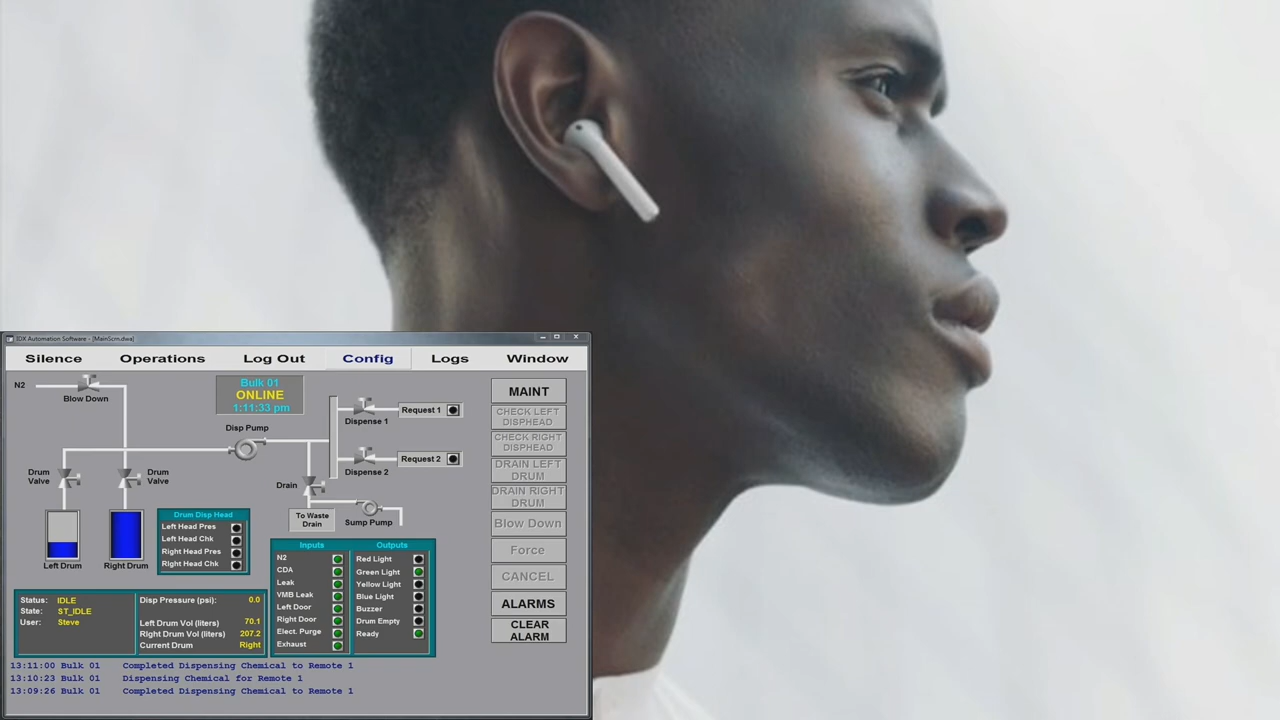 IDX Automation Software - [MainScrn.dwa]
Silence Operations Log Out Config Logs Window
N2
Blow Down
Bulk 01
ONLINE
1:11:33 pm
Disp Pump
Dispense 1
Request 1
Dispense 2
Request 2
Drum
Valve
Drum
Valve
Drain
To Waste
Drain
Sump Pump
Left Drum
Right Drum
Drum Disp Head
Left Head Pres
Left Head Chk
Right Head Pres
Right Head Chk
Inputs
N2
CDA
Leak
VMB Leak
Left Door
Right Door
Elect. Purge
Exhaust
Outputs
Red Light
Green Light
Yellow Light
Blue Light
Buzzer
Drum Empty
Ready
MAINT
CHECK LEFT
DISPHEAD
CHECK RIGHT
DISPHEAD
DRAIN LEFT
DRUM
DRAIN RIGHT
DRUM
Blow Down
Force
CANCEL
ALARMS
CLEAR
ALARM
Status: IDLE
State: ST_IDLE
User: Steve
Disp Pressure (psi): 0.0
Left Drum Vol (liters) 70.1
Right Drum Vol (liters) 207.2
Current Drum Right
13:11:00 Bulk 01 Completed Dispensing Chemical to Remote 1
13:10:23 Bulk 01 Dispensing Chemical for Remote 1
13:09:26 Bulk 01 Completed Dispensing Chemical to Remote 1